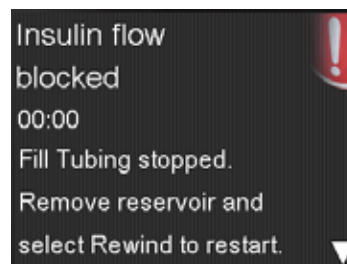 Insulin flow
blocked
00:00
Fill Tubing stopped.
Remove reservoir and
select Rewind to restart.